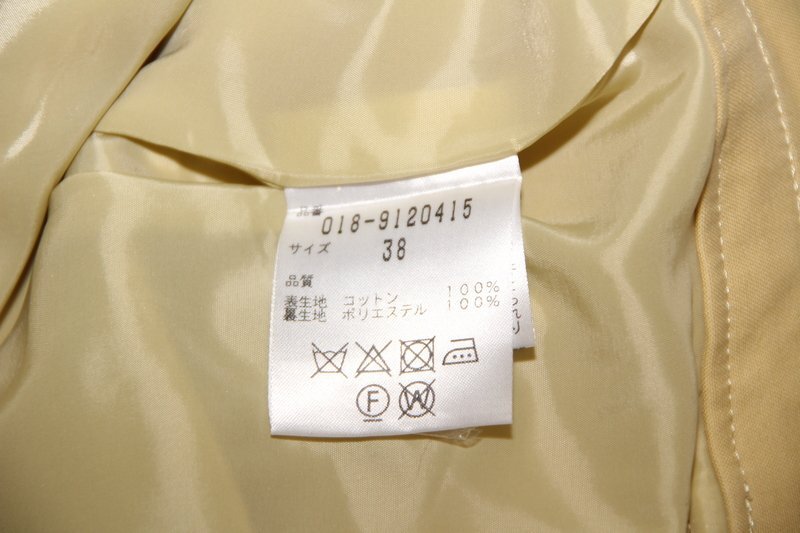 品番 018-9120415
サイズ 38
品質
表生地 コットン 100%
裏生地 ポリエステル 100%
F W